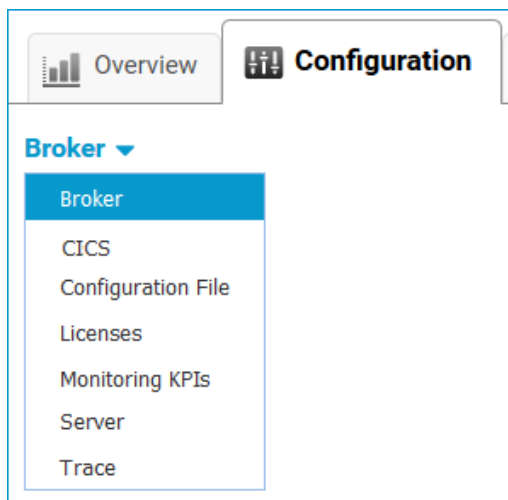 Overview
Configuration
Broker
Broker
CICS
Configuration File
Licenses
Monitoring KPIs
Server
Trace